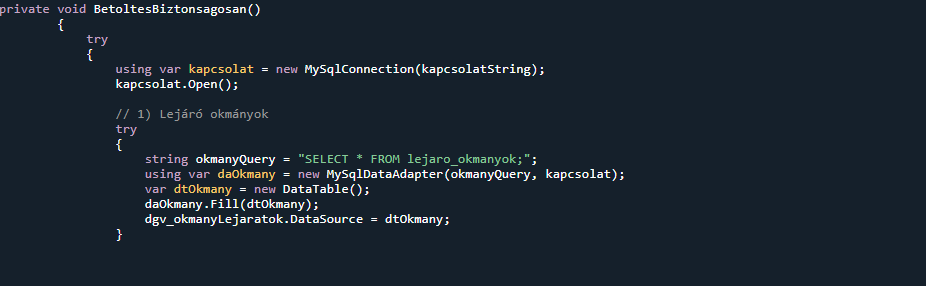 private void BetoltesBiztonsagosan()
{
try
{
using var kapcsolat = new MySqlConnection(kapcsolatString);
kapcsolat.Open();
// 1) Lejáró okmányok
try
{
string okmanyQuery = "SELECT * FROM lejaro_okmanyok;";
using var daOkmany = new MySqlDataAdapter(okmanyQuery, kapcsolat);
var dtOkmany = new DataTable();
daOkmany.Fill(dtOkmany);
dgv_okmanyLejaratok.DataSource = dtOkmany;
}